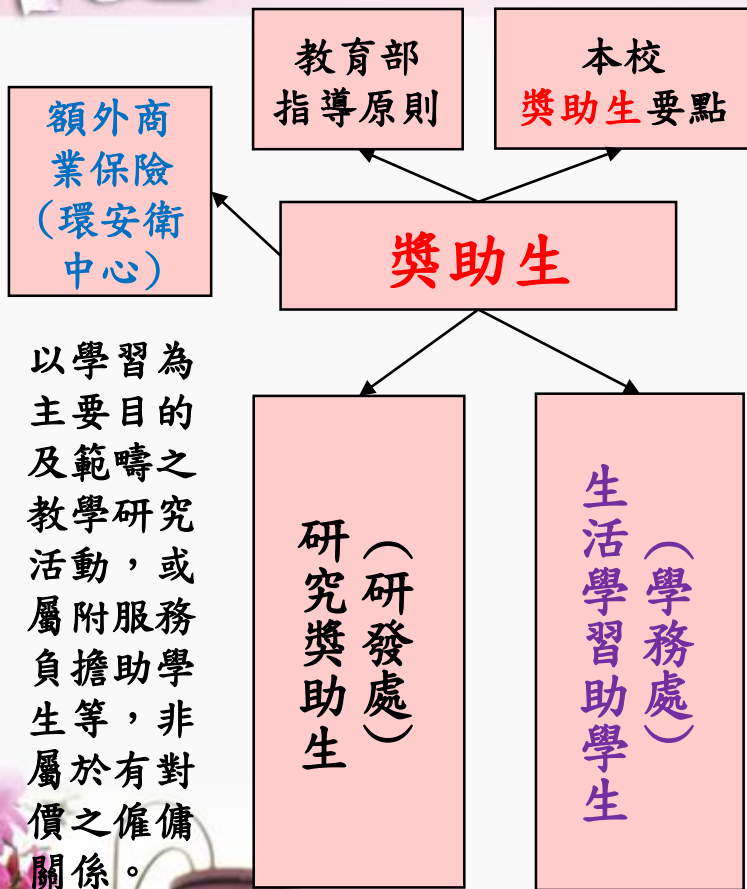 教育部
指導原則
本校
獎助生要點
額外商
業保險
(環安衛
中心)
獎助生
以學習為
主要目的
及範疇之
教學研究
活動，或
屬附服務
負擔助學
生等，非
屬於有對
價之僱傭
關係。
研究獎助生
(研發處)
生活學習助學生
(學務處)